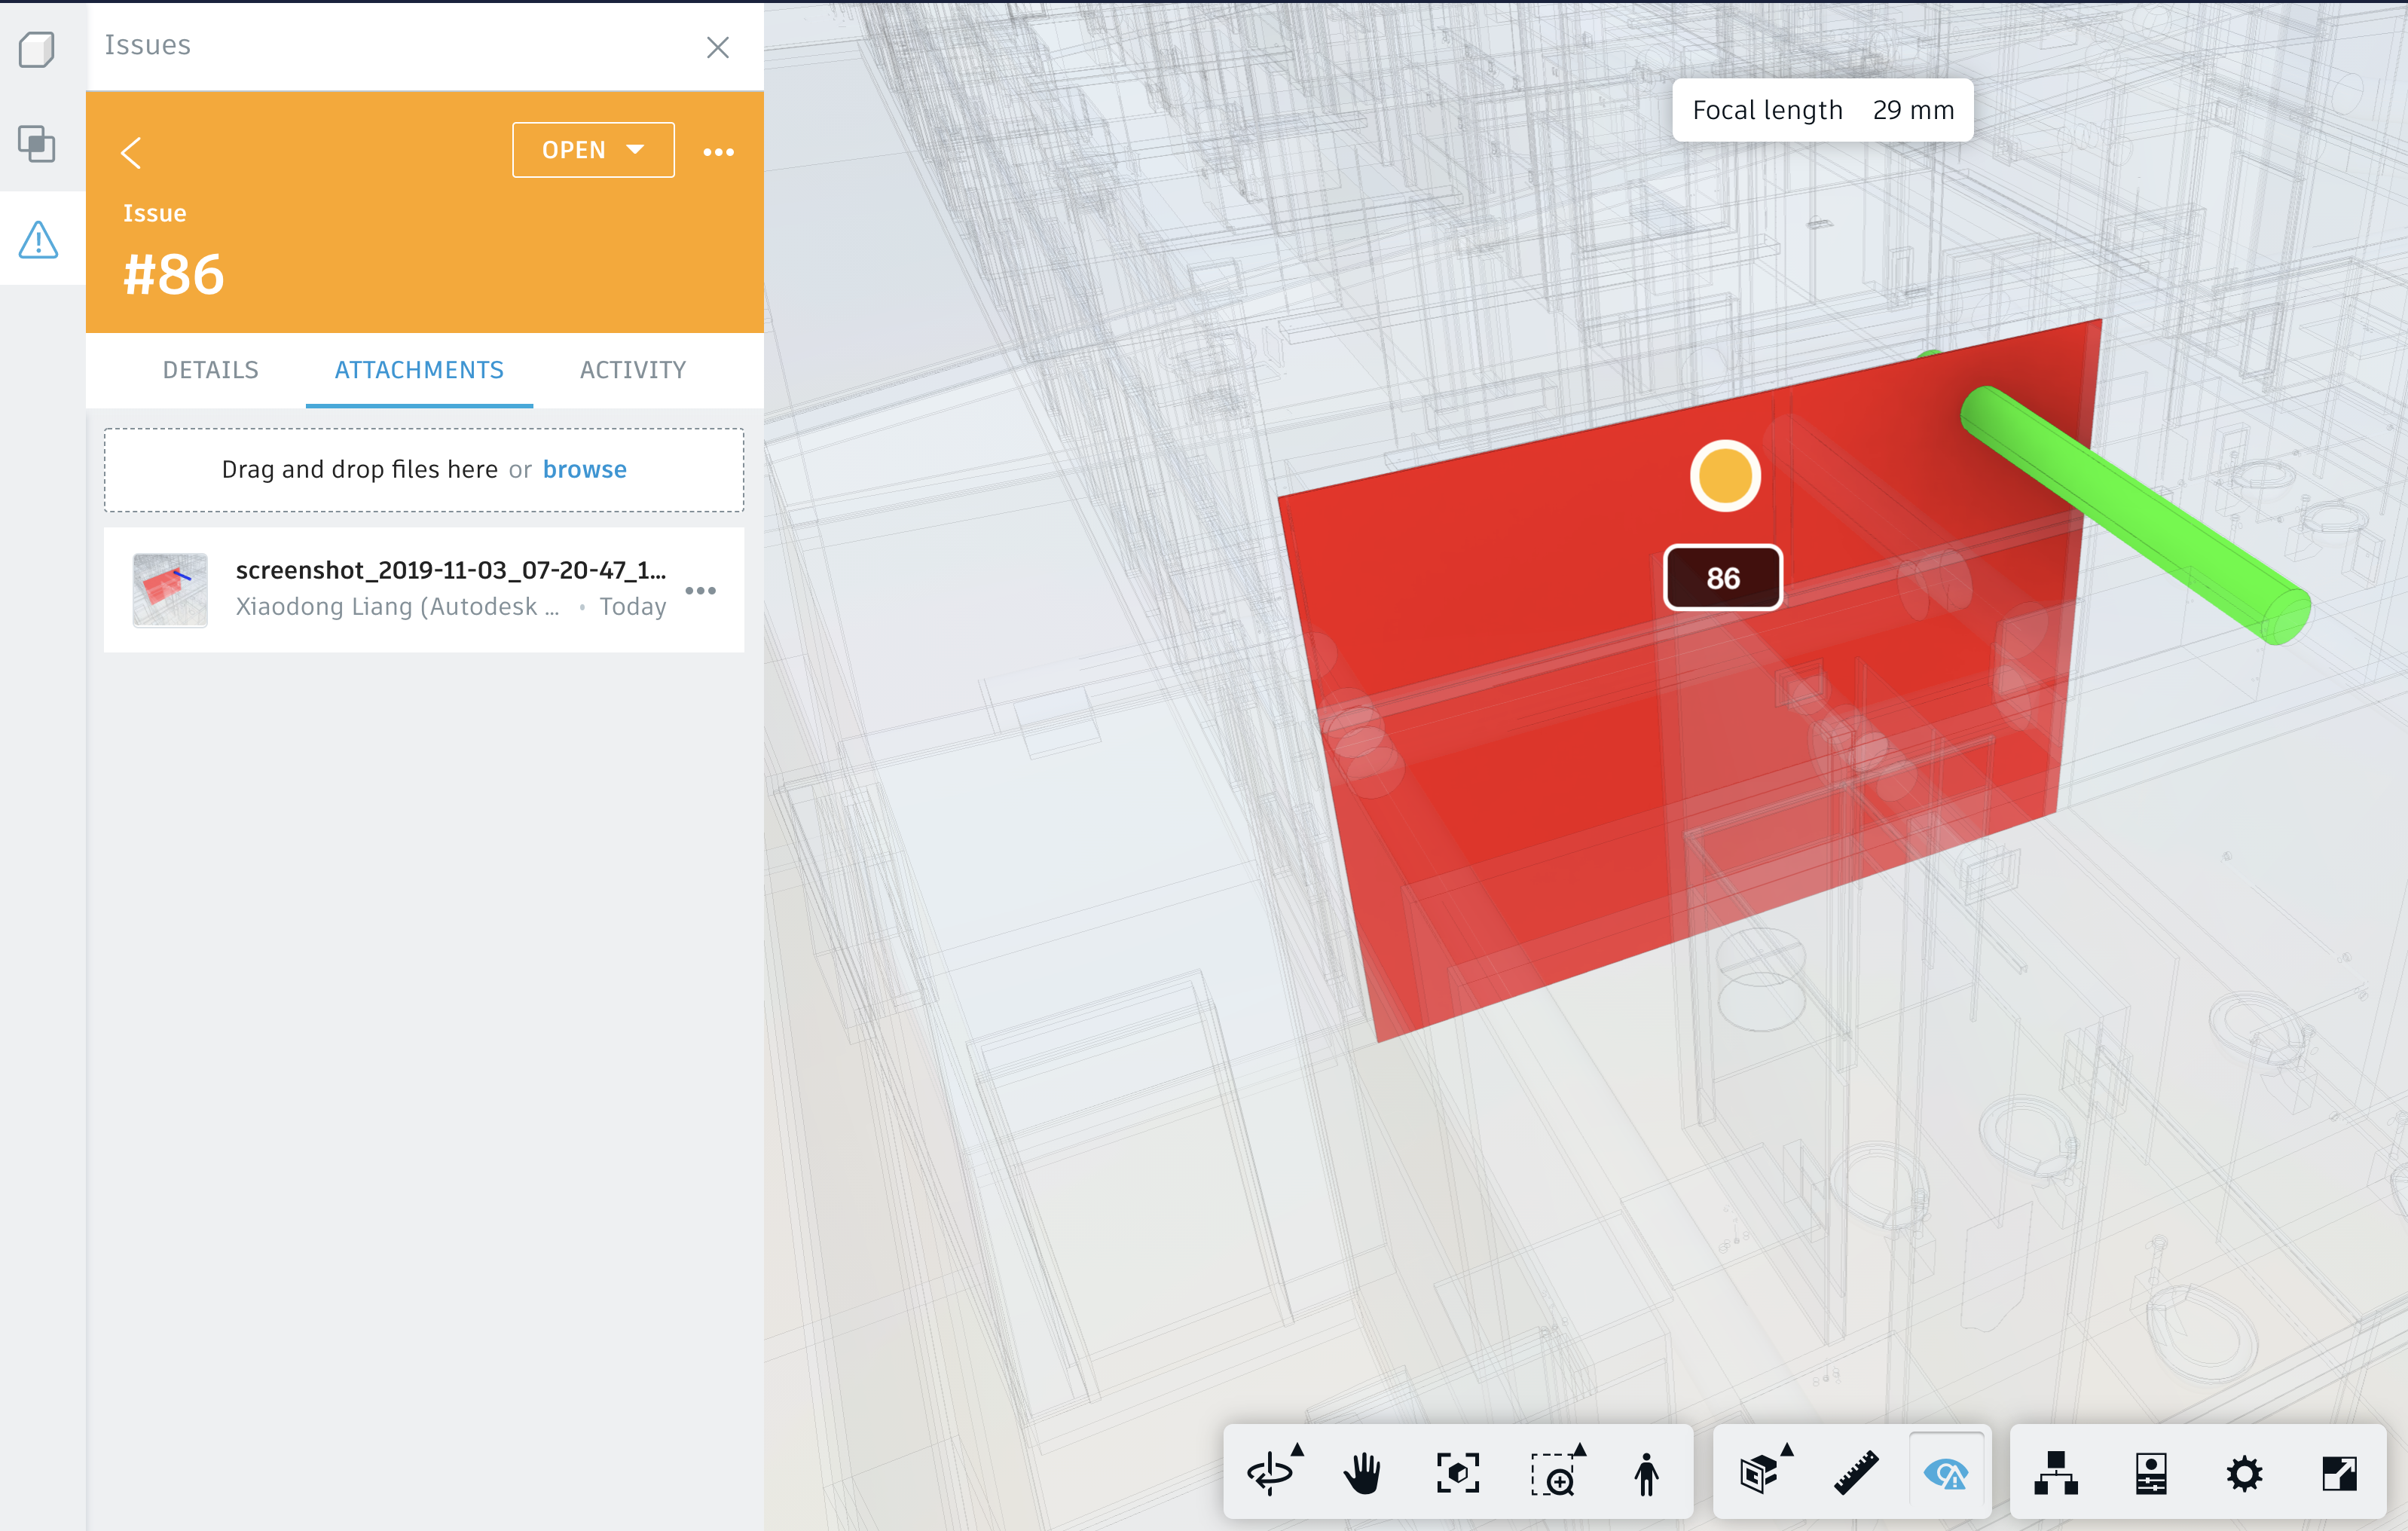 Issues
OPEN
Issue
#86
DETAILS ATTACHMENTS ACTIVITY
Drag and drop files here or browse
screenshot_2019-11-03_07-20-47_1...
Xiaodong Liang (Autodesk ... • Today
Focal length 29 mm
86